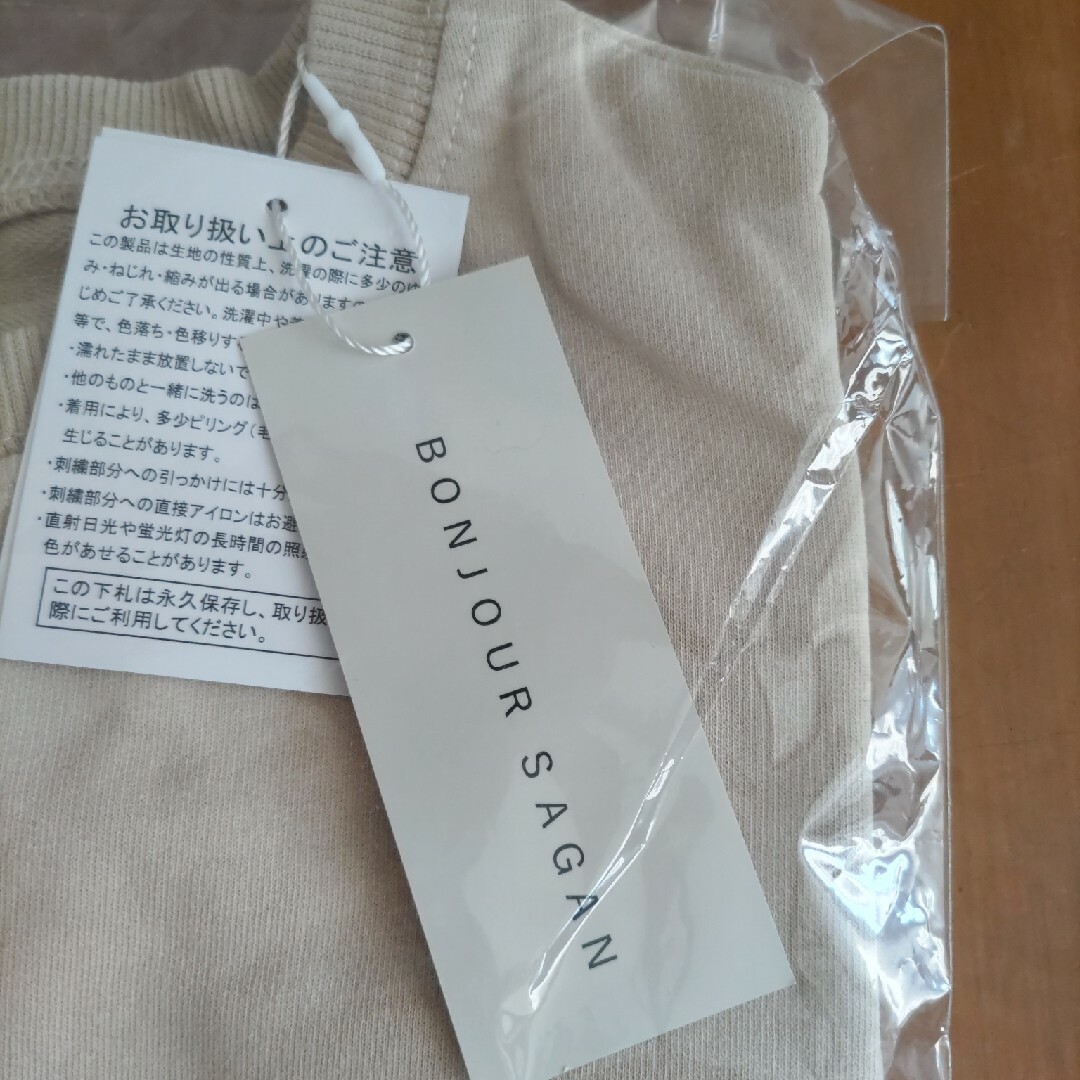 お取り扱い上のご注意
この製品は生地の性質上、洗濯の際に多少のゆ
み・ねじれ・縮みが出る場合がありますの
じめご了承ください。洗濯中や着
等で、色落ち・色移りす
・濡れたまま放置しないで
・他のものと一緒に洗うのは
・着用により、多少ピリング(毛
生じることがあります。
・刺繍部分への引っかけには十分
・刺繍部分への直接アイロンはお避
・直射日光や蛍光灯の長時間の照射
色があせることがあります。
この下札は永久保存し、取り扱
際にご利用してください。
BONJOUR SAGAN